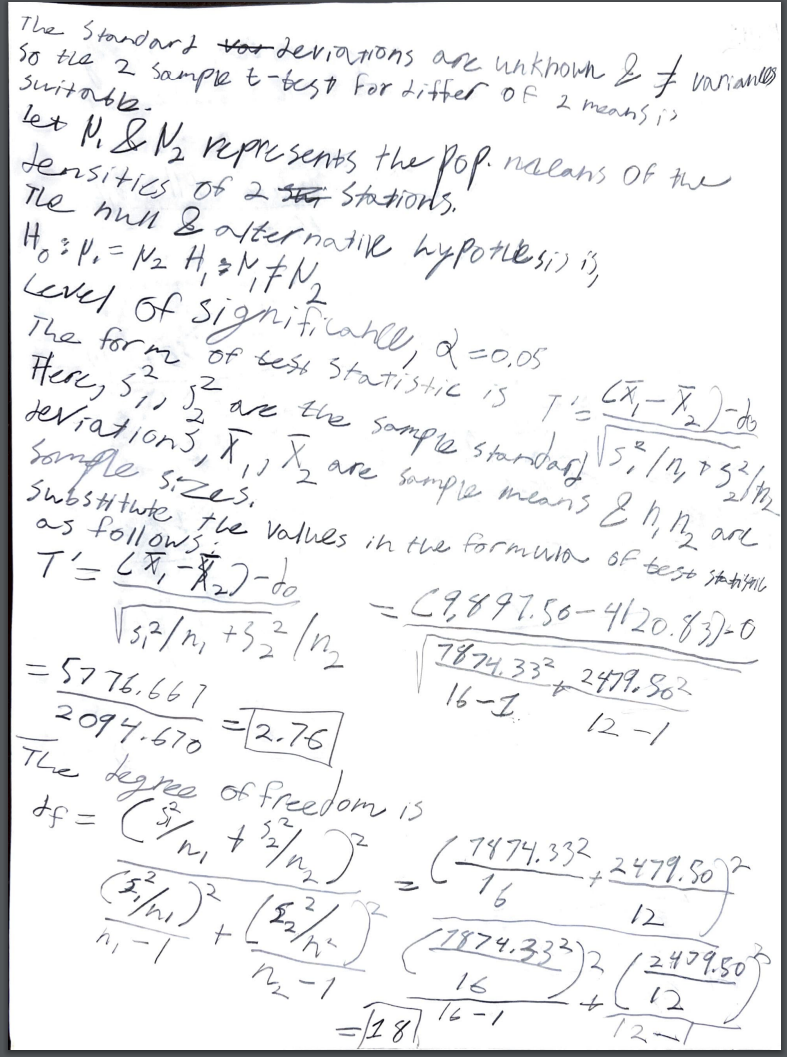 The Standard deviations are unknown & ≠ variances
so the 2 sample t-test for differ of 2 means is
suitable.
Let μ₁ & μ₂ represents the pop. means of the
densities of 2 stations.
The null & alternative hypothesis is,
H₀: μ₁ = μ₂ H₁: μ₁ ≠ μ₂
Level of significance, α = 0.05
The form of test statistic is T' = (X̄₁ - X̄₂) - d₀ / √(s₁²/n₁ + s₂²/n₂)
Here, s₁², s₂² are the sample standard
deviations, X̄₁, X̄₂ are sample means & n₁, n₂ are
sample sizes.
Substitute the values in the formula of test statistic
as follows:
T' = (X̄₁ - X̄₂) - d₀ / √(s₁²/n₁ + s₂²/n₂) = (9,897.50 - 4120.83) - 0 / √(7874.33²/16-1 + 2479.50²/12-1)
= 5776.667 / 2094.670 = 2.76
The degree of freedom is
df = (s₁²/n₁ + s₂²/n₂)² / ((s₁²/n₁)²/n₁-1 + (s₂²/n₂)²/n₂-1) = (7874.33²/16 + 2479.50²/12)² / ((7874.33²/16)²/16-1 + (2479.50²/12)²/12-1)
= 18